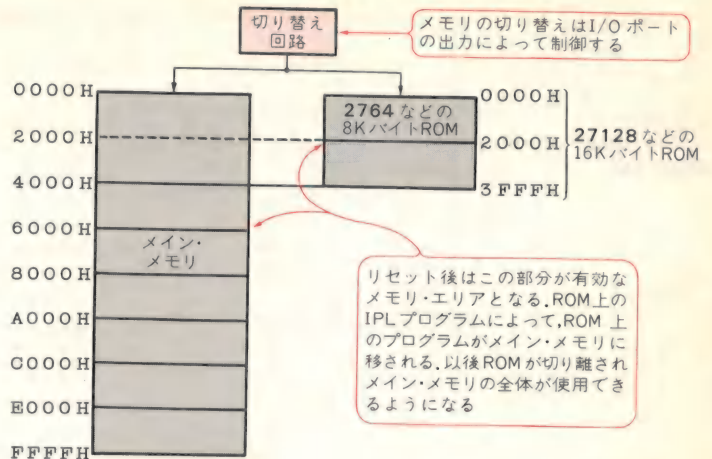 切り替え
回路
メモリの切り替えはI/Oポート
の出力によって制御する
0000H
2000H
4000H
6000H
8000H
A000H
C000H
E000H
FFFFH
メイン・
メモリ
2764などの
8KバイトROM
0000H
2000H
3FFFH
27128などの
16KバイトROM
リセット後はこの部分が有効な
メモリ・エリアとなる.ROM上の
IPLプログラムによって,ROM上
のプログラムがメイン・メモリに
移される.以後ROMが切り離され
メイン・メモリの全体が使用でき
るようになる